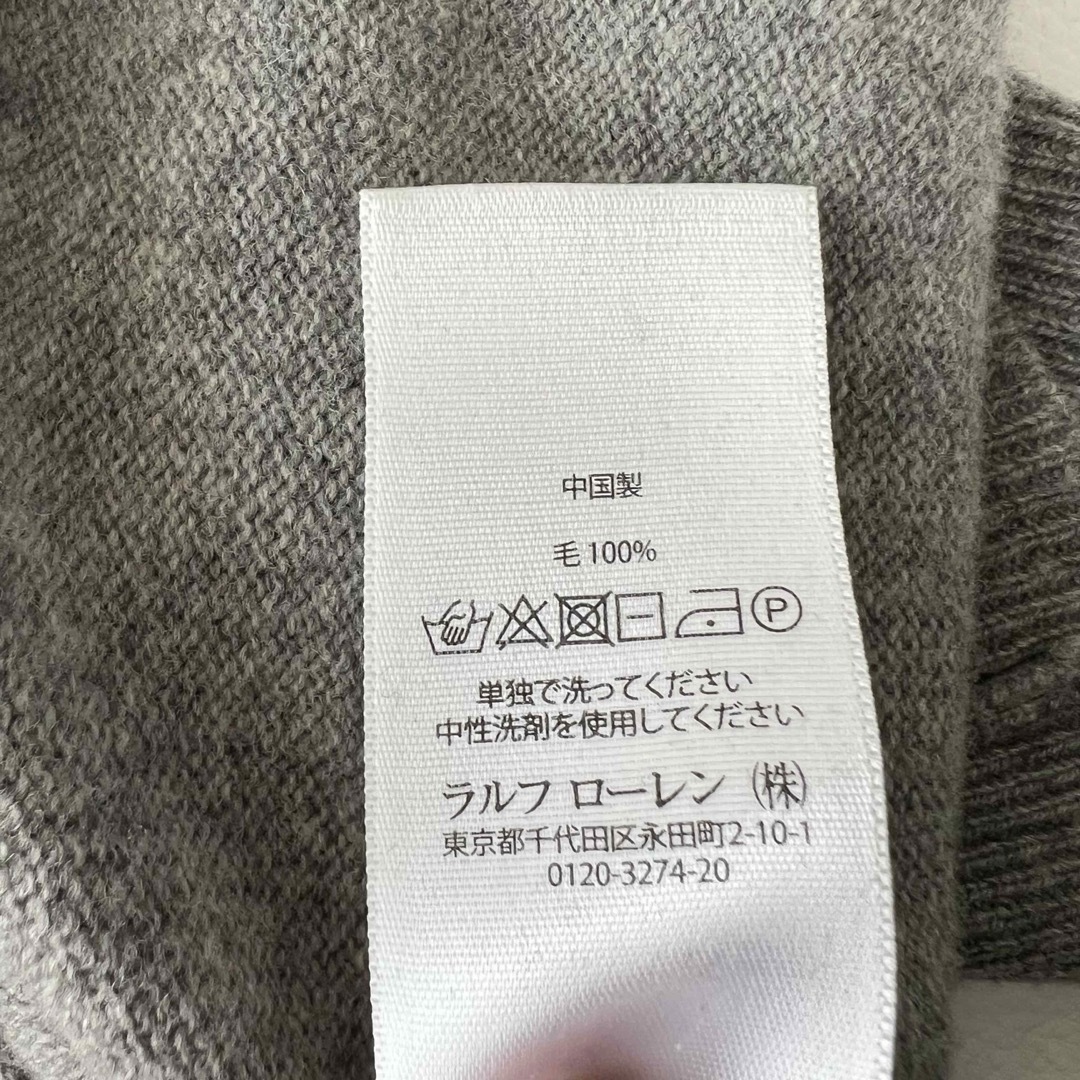 中国製
毛 100%
P
単独で洗ってください
中性洗剤を使用してください
ラルフ ローレン (株)
東京都千代田区永田町2-10-1
0120-3274-20